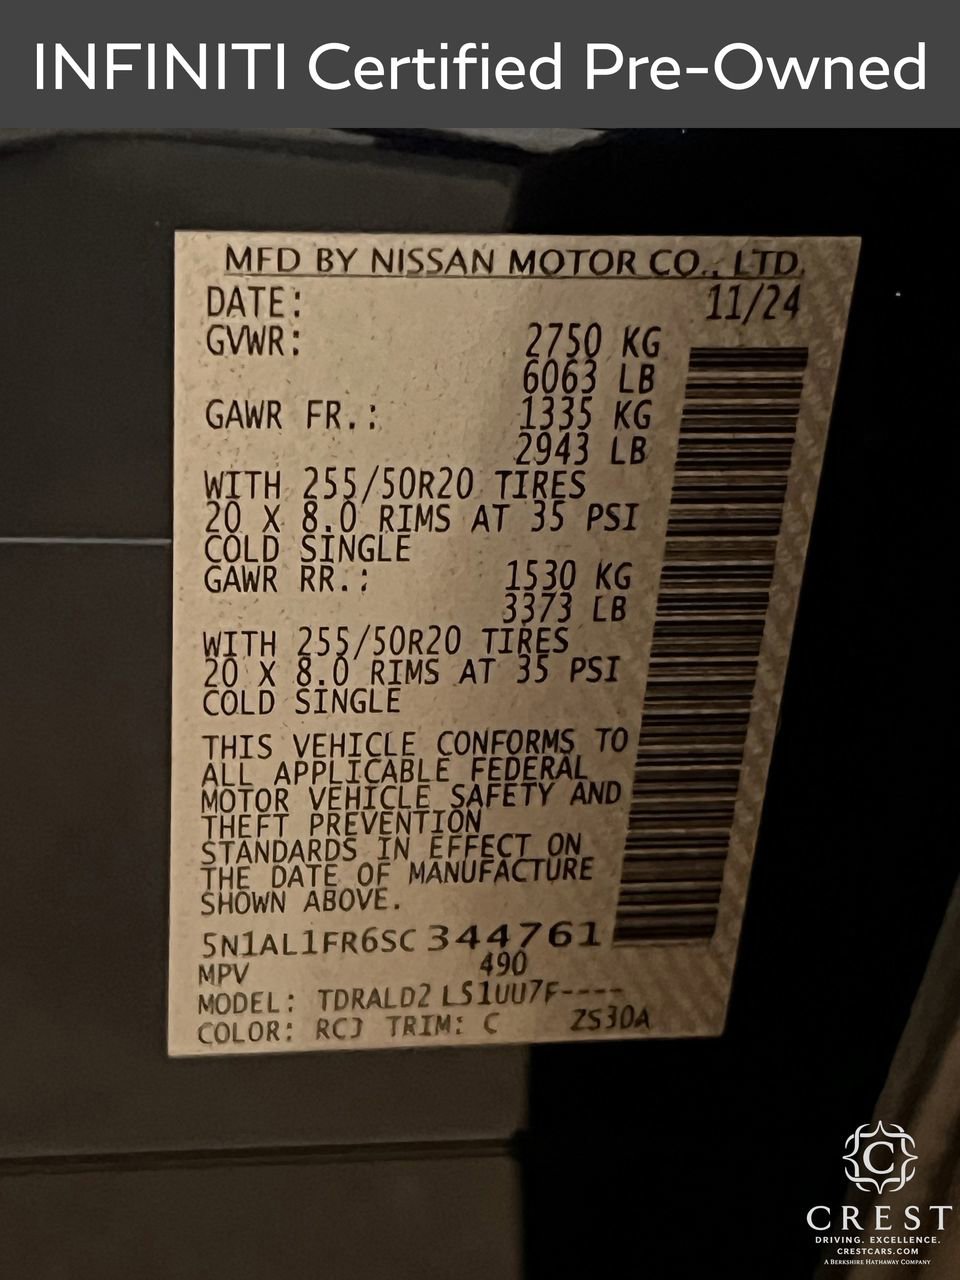 INFINITI Certified Pre-Owned
MFD BY NISSAN MOTOR CO., LTD.
DATE: 11/24
GVWR: 2750 KG
6063 LB
GAWR FR.: 1335 KG
2943 LB
WITH 255/50R20 TIRES
20 X 8.0 RIMS AT 35 PSI
COLD SINGLE
GAWR RR.: 1530 KG
3373 LB
WITH 255/50R20 TIRES
20 X 8.0 RIMS AT 35 PSI
COLD SINGLE
THIS VEHICLE CONFORMS TO
ALL APPLICABLE FEDERAL
MOTOR VEHICLE SAFETY AND
THEFT PREVENTION
STANDARDS IN EFFECT ON
THE DATE OF MANUFACTURE
SHOWN ABOVE.
5N1AL1FR6SC344761
MPV 490
MODEL: TDRALD2 LS1UU7F----
COLOR: RCJ TRIM: C ZS30A
C
CREST
DRIVING. EXCELLENCE.
CRESTCARS.COM
A BERKSHIRE HATHAWAY COMPANY